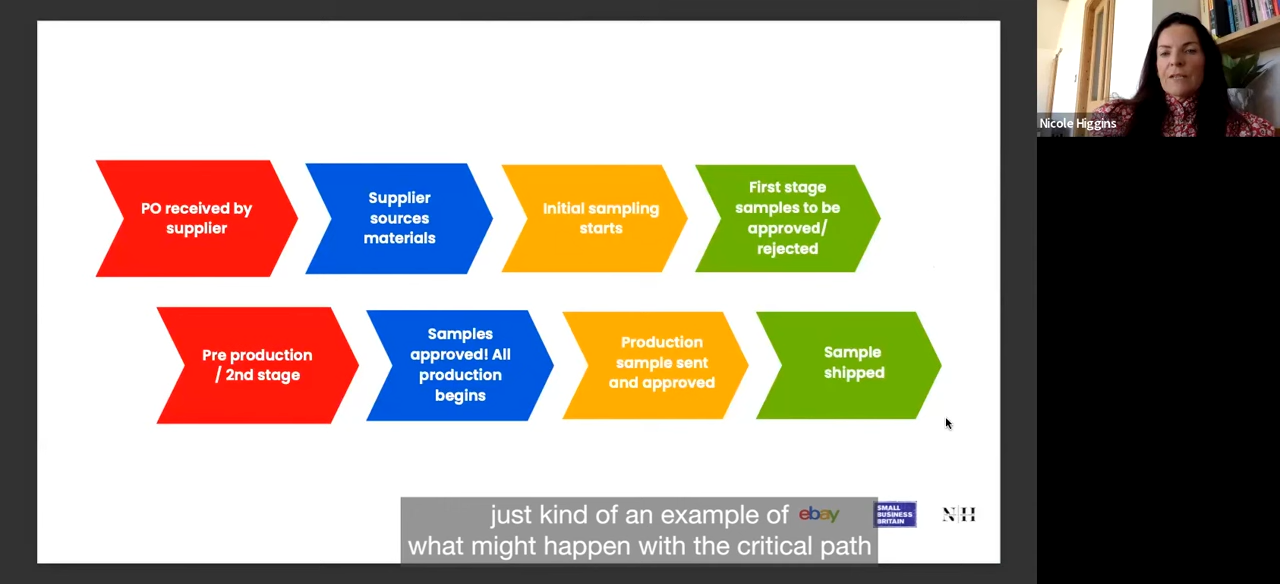 PO received by
supplier
Supplier
sources
materials
Initial sampling
starts
First stage
samples to be
approved/
rejected
Pre production
/ 2nd stage
Samples
approved! All
production
begins
Production
sample sent
and approved
Sample
shipped
just kind of an example of
what might happen with the critical path
ebay
SMALL
BUSINESS
BRITAIN
NH
Nicole Higgins